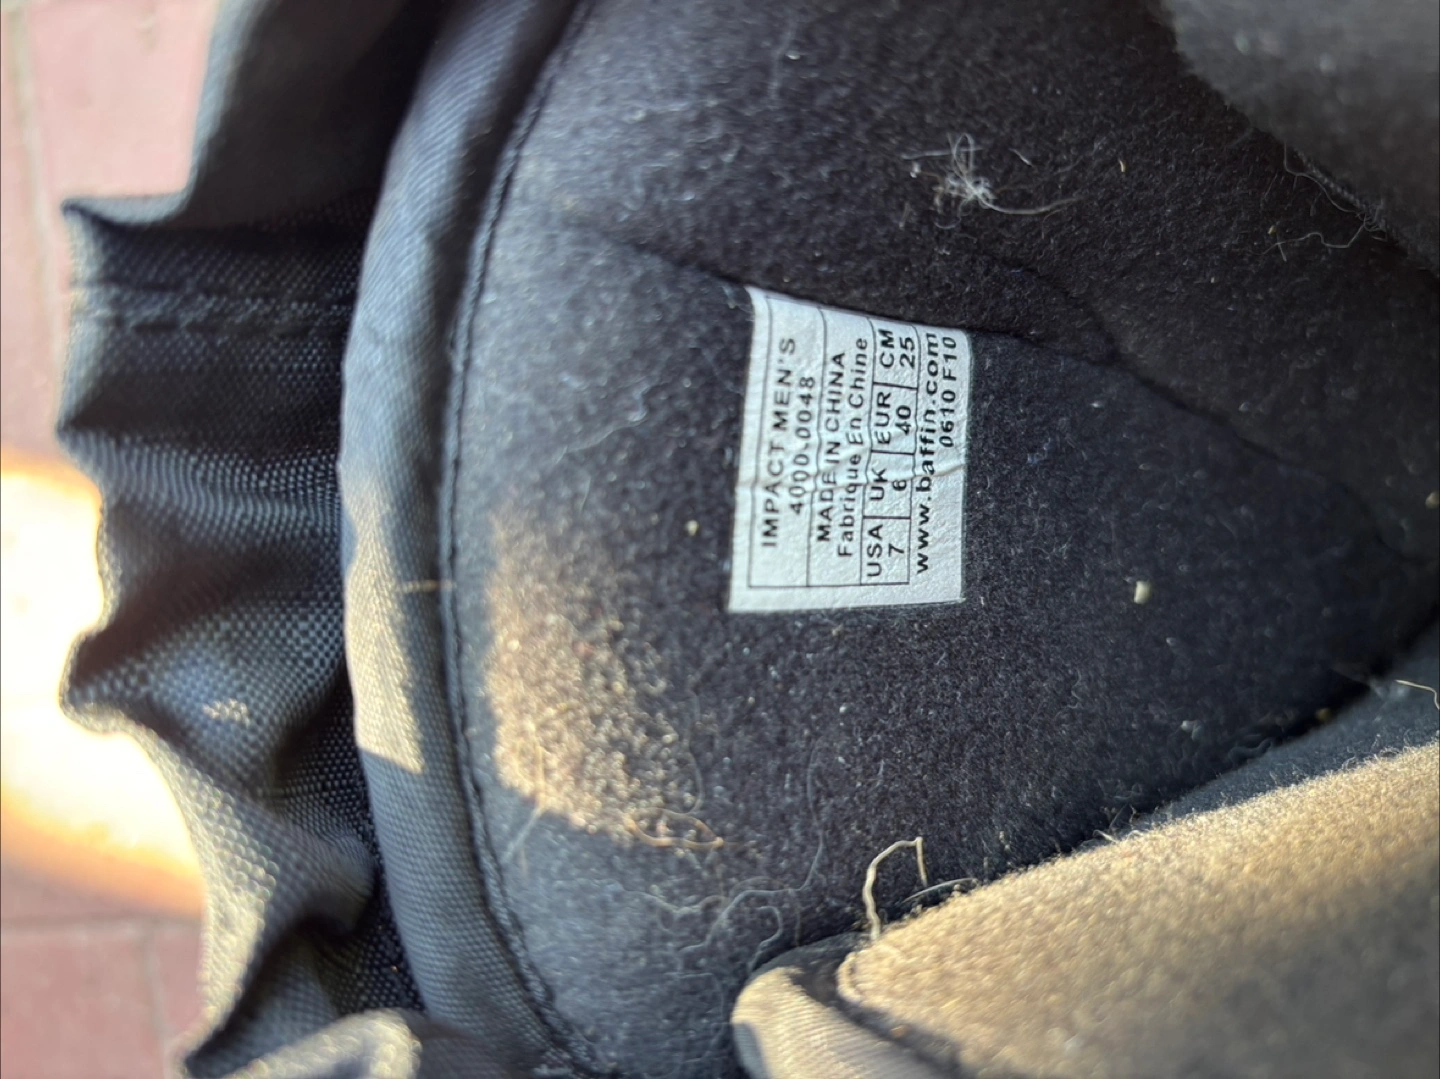 IMPACT MEN'S
4000.0048
MADE IN CHINA
Fabrique En Chine
USA UK EUR CM
7 6 40 25
www.baffin.com
0610 F10